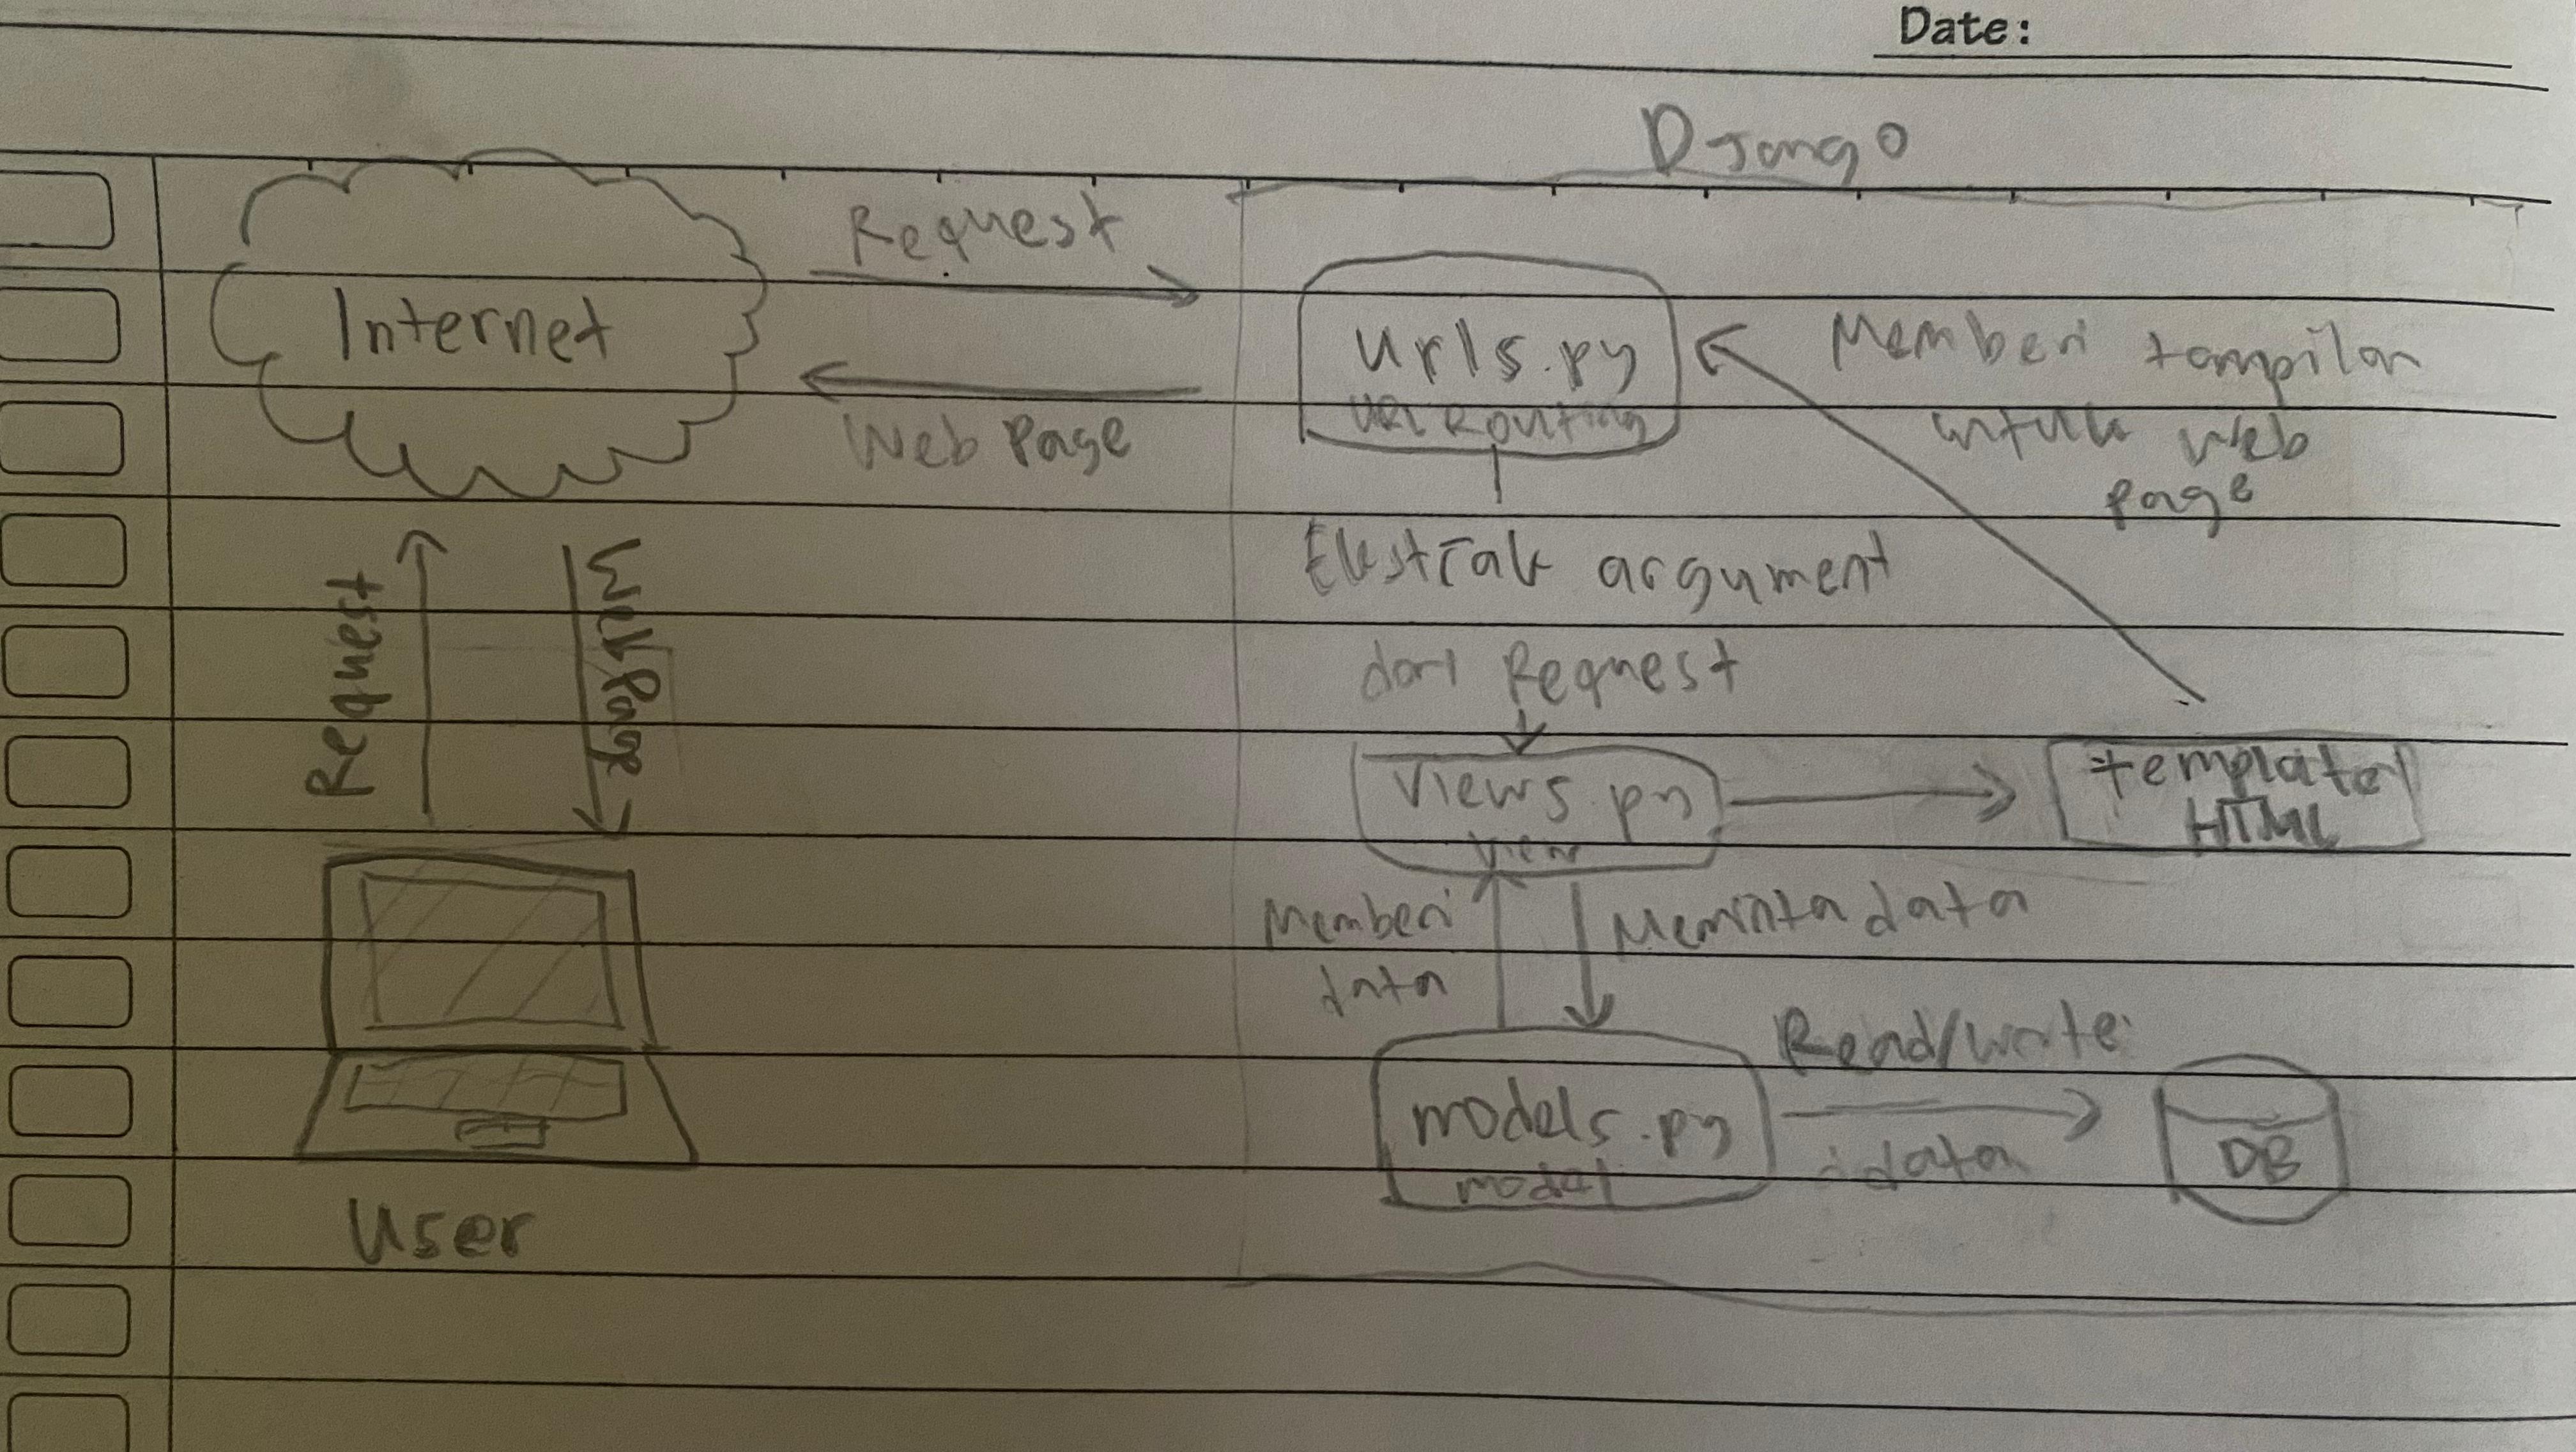 Date:
Django
Request
Internet
urls.py
URL Routing
Memberi tampilan
untuk web
page
Web Page
Ekstrak argument
dari Request
Request
Web Page
views.py
view
template
HTML
Memberi
data
Meminta data
Read/write
data
models.py
model
DB
User